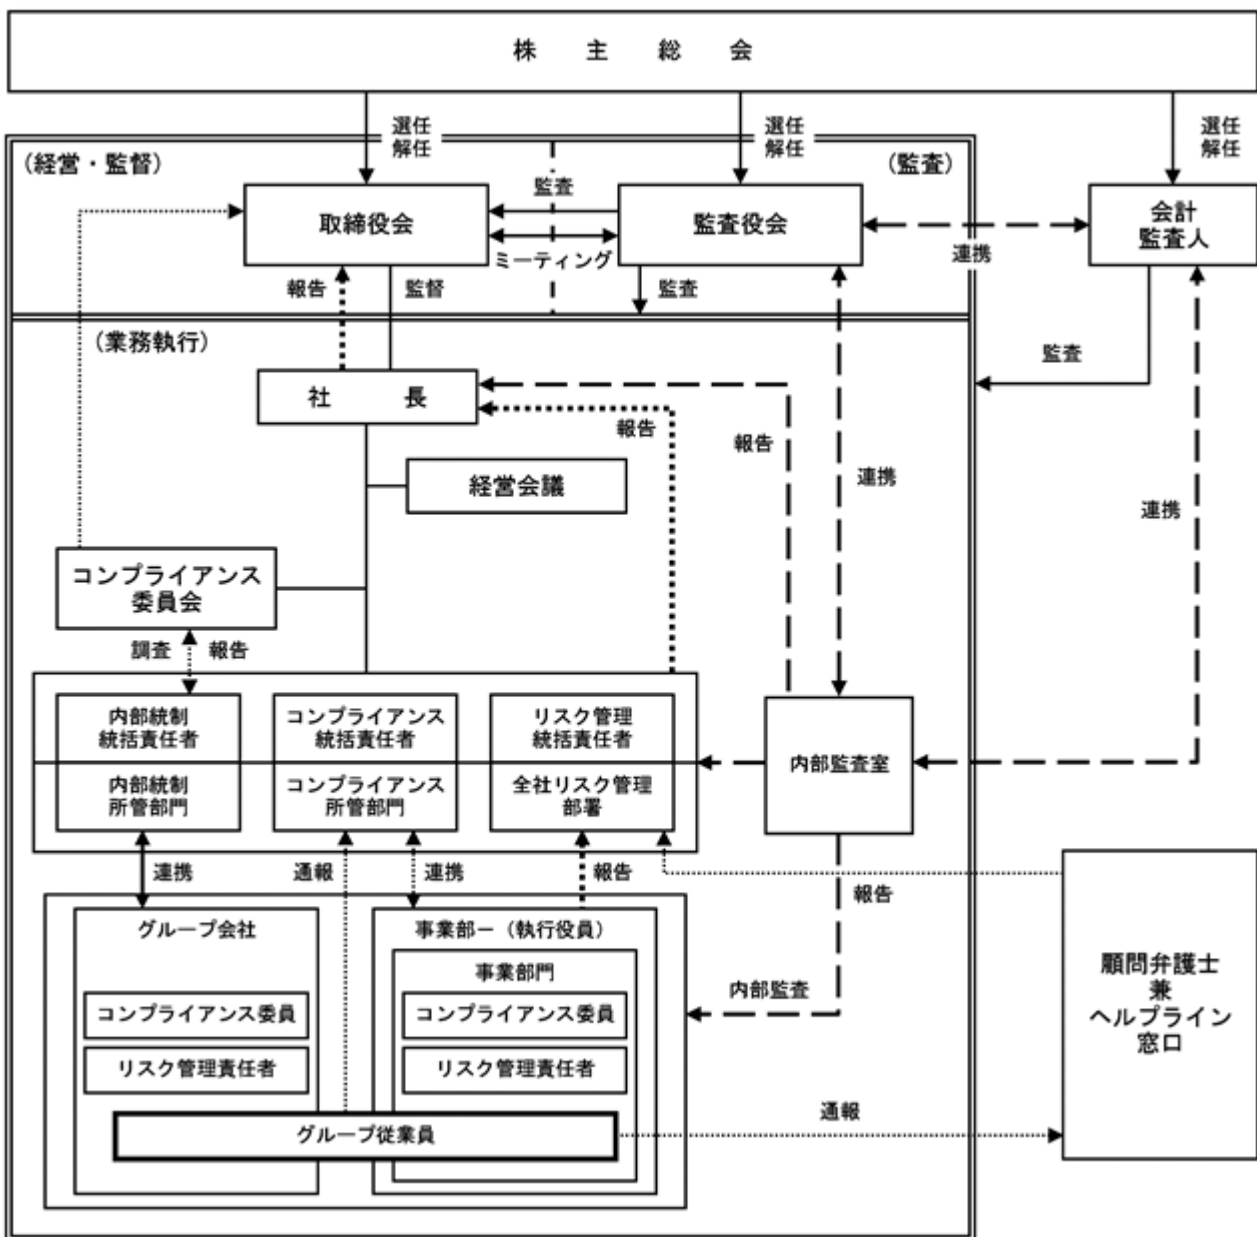 株主総会
選任
解任
選任
解任
選任
解任
（経営・監督）
（監査）
取締役会
監査
ミーティング
監査役会
連携
会計
監査人
報告
監督
監査
（業務執行）
監査
社長
報告
報告
経営会議
連携
連携
コンプライアンス
委員会
調査
報告
内部統制
統括責任者
コンプライアンス
統括責任者
リスク管理
統括責任者
内部統制
所管部門
コンプライアンス
所管部門
全社リスク管理
部署
内部監査室
連携
通報
連携
報告
報告
グループ会社
事業部ー（執行役員）
事業部門
コンプライアンス委員
コンプライアンス委員
リスク管理責任者
リスク管理責任者
グループ従業員
内部監査
通報
顧問弁護士
兼
ヘルプライン
窓口